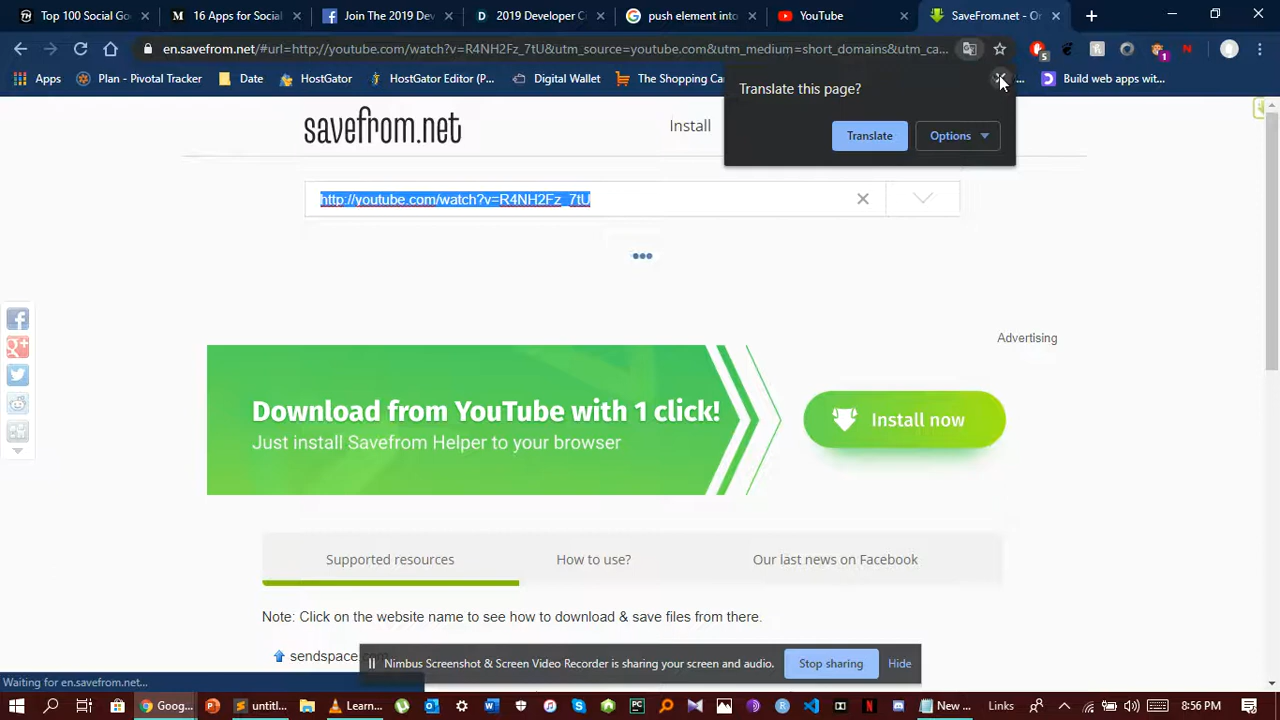 Top 100 Social
16 Apps for Social
Join The 2019 Dev
2019 Developer C
push element into
YouTube
SaveFrom.net - On
en.savefrom.net/#url=http://youtube.com/watch?v=R4NH2Fz_7tU&utm_source=youtube.com&utm_medium=short_domains&utm_ca...
5
1
Apps
Plan - Pivotal Tracker
Date
HostGator
HostGator Editor (P...
Digital Wallet
The Shopping Ca
Build web apps wit...
Translate this page?
Translate
Options
savefrom.net
Install
http://youtube.com/watch?v=R4NH2Fz_7tU
Advertising
Download from YouTube with 1 click!
Just install Savefrom Helper to your browser
Install now
Supported resources
How to use?
Our last news on Facebook
Note: Click on the website name to see how to download & save files from there.
sendspace.com
Nimbus Screenshot & Screen Video Recorder is sharing your screen and audio.
Stop sharing
Hide
Waiting for en.savefrom.net...
Goog...
untitl...
Learn...
New ...
Links
8:56 PM